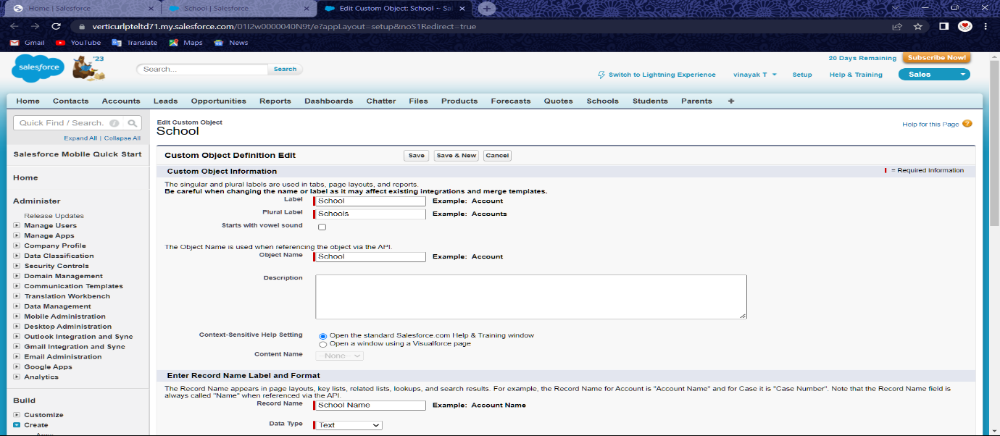 Home | Salesforce
School | Salesforce
Edit Custom Object: School ~ Sal
verticurlpteltd71.my.salesforce.com/01I2w0000040N9t/e?appLayout=setup&noS1Redirect=true
Gmail YouTube Translate Maps News
salesforce
'23
Search...
Search
20 Days Remaining
Subscribe Now!
Switch to Lightning Experience
vinayak T
Setup
Help & Training
Sales
Home Contacts Accounts Leads Opportunities Reports Dashboards Chatter Files Products Forecasts Quotes Schools Students Parents +
Quick Find / Search.
Expand All | Collapse All
Salesforce Mobile Quick Start
Home
Administer
Release Updates
Manage Users
Manage Apps
Company Profile
Data Classification
Security Controls
Domain Management
Communication Templates
Translation Workbench
Data Management
Mobile Administration
Desktop Administration
Outlook Integration and Sync
Gmail Integration and Sync
Email Administration
Google Apps
Analytics
Build
Customize
Create
Edit Custom Object
School
Help for this Page ?
Custom Object Definition Edit
Save
Save & New
Cancel
Custom Object Information
= Required Information
The singular and plural labels are used in tabs, page layouts, and reports.
Be careful when changing the name or label as it may affect existing integrations and merge templates.
Label School Example: Account
Plural Label Schools Example: Accounts
Starts with vowel sound
The Object Name is used when referencing the object via the API.
Object Name School Example: Account
Description
Context-Sensitive Help Setting Open the standard Salesforce.com Help & Training window
Open a window using a Visualforce page
Content Name --None--
Enter Record Name Label and Format
The Record Name appears in page layouts, key lists, related lists, lookups, and search results. For example, the Record Name for Account is "Account Name" and for Case it is "Case Number". Note that the Record Name field is
always called "Name" when referenced via the API.
Record Name School Name Example: Account Name
Data Type Text